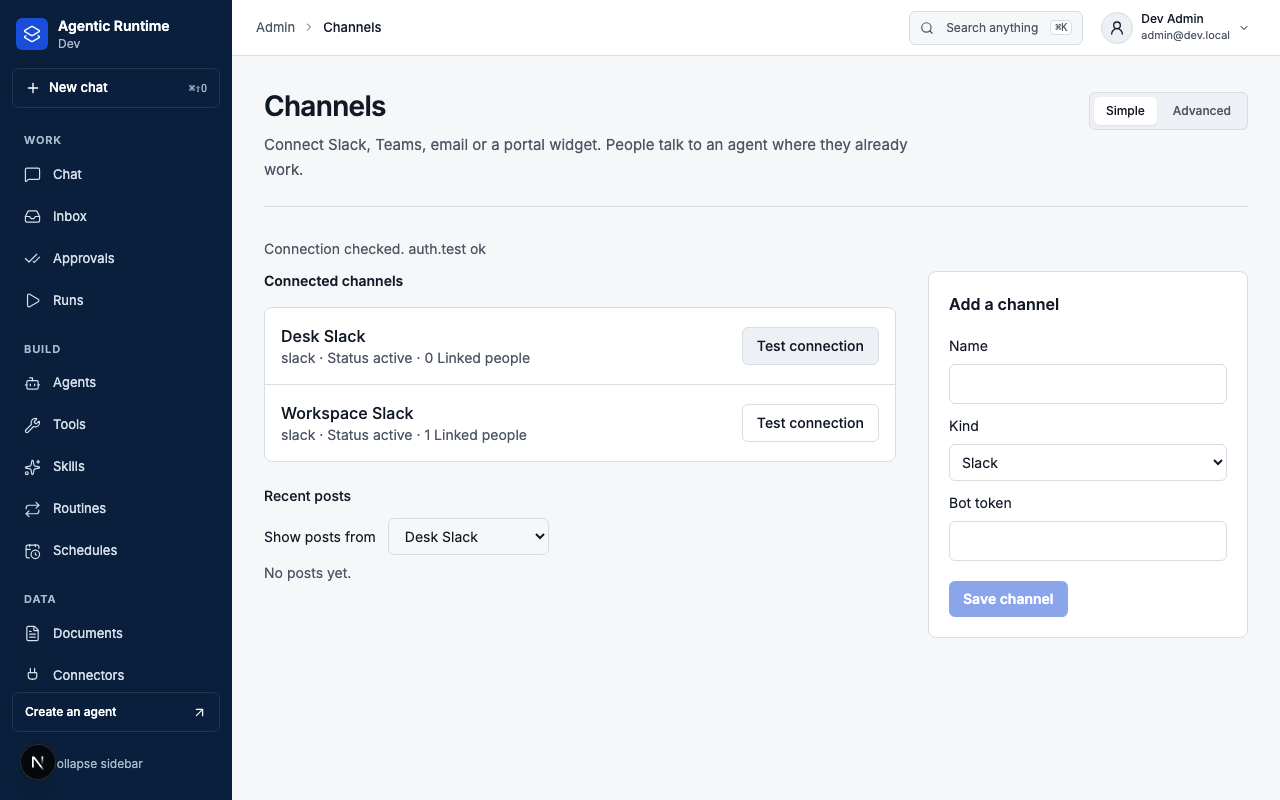 Agentic Runtime
Dev
New chat
⌘⇧O
WORK
Chat
Inbox
Approvals
Runs
BUILD
Agents
Tools
Skills
Routines
Schedules
DATA
Documents
Connectors
Create an agent
N
ollapse sidebar
Admin
Channels
Search anything
⌘K
Dev Admin
admin@dev.local
Channels
Connect Slack, Teams, email or a portal widget. People talk to an agent where they already
work.
Simple
Advanced
Connection checked. auth.test ok
Connected channels
Desk Slack
slack · Status active · 0 Linked people
Test connection
Workspace Slack
slack · Status active · 1 Linked people
Test connection
Recent posts
Show posts from
Desk Slack
No posts yet.
Add a channel
Name
Kind
Slack
Bot token
Save channel